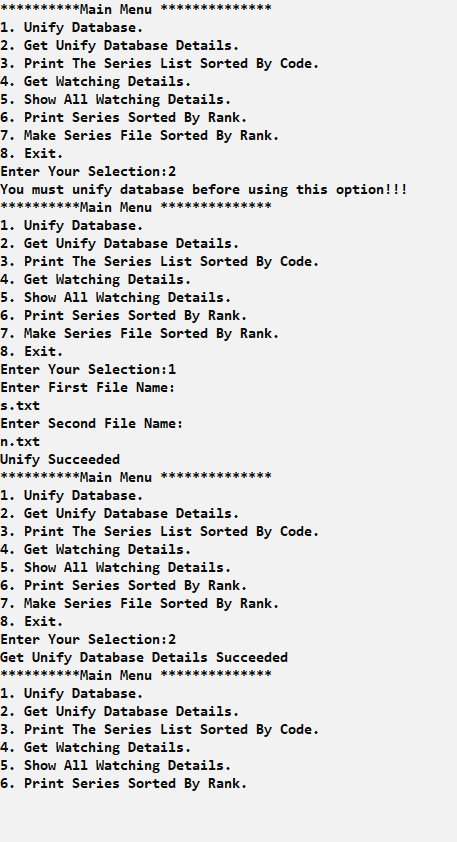 **********Main Menu **************
1. Unify Database.
2. Get Unify Database Details.
3. Print The Series List Sorted By Code.
4. Get Watching Details.
5. Show All Watching Details.
6. Print Series Sorted By Rank.
7. Make Series File Sorted By Rank.
8. Exit.
Enter Your Selection:2
You must unify database before using this option!!!
**********Main Menu **************
1. Unify Database.
2. Get Unify Database Details.
3. Print The Series List Sorted By Code.
4. Get Watching Details.
5. Show All Watching Details.
6. Print Series Sorted By Rank.
7. Make Series File Sorted By Rank.
8. Exit.
Enter Your Selection:1
Enter First File Name:
s.txt
Enter Second File Name:
n.txt
Unify Succeeded
**********Main Menu **************
1. Unify Database.
2. Get Unify Database Details.
3. Print The Series List Sorted By Code.
4. Get Watching Details.
5. Show All Watching Details.
6. Print Series Sorted By Rank.
7. Make Series File Sorted By Rank.
8. Exit.
Enter Your Selection:2
Get Unify Database Details Succeeded
**********Main Menu **************
1. Unify Database.
2. Get Unify Database Details.
3. Print The Series List Sorted By Code.
4. Get Watching Details.
5. Show All Watching Details.
6. Print Series Sorted By Rank.